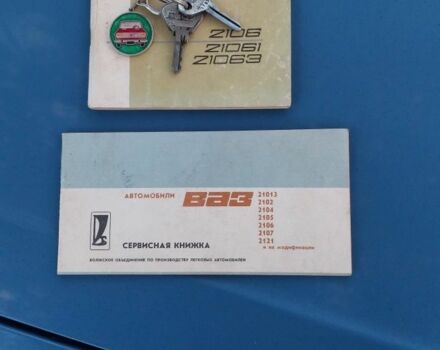 2106
21061
21063
АВТОМОБИЛИ ВАЗ
21013
2102
2104
2105
2106
2107
2121
и их модификации
СЕРВИСНАЯ КНИЖКА
ВОЛЖСКОЕ ОБЪЕДИНЕНИЕ ПО ПРОИЗВОДСТВУ ЛЕГКОВЫХ АВТОМОБИЛЕЙ